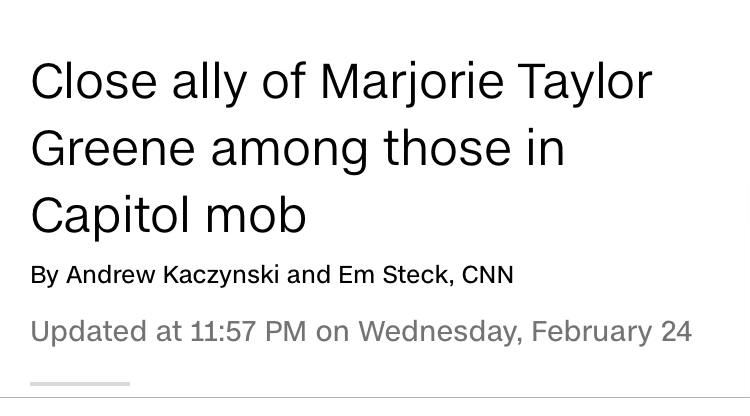 Close ally of Marjorie Taylor
Greene among those in
Capitol mob
By Andrew Kaczynski and Em Steck, CNN
Updated at 11:57 PM on Wednesday, February 24